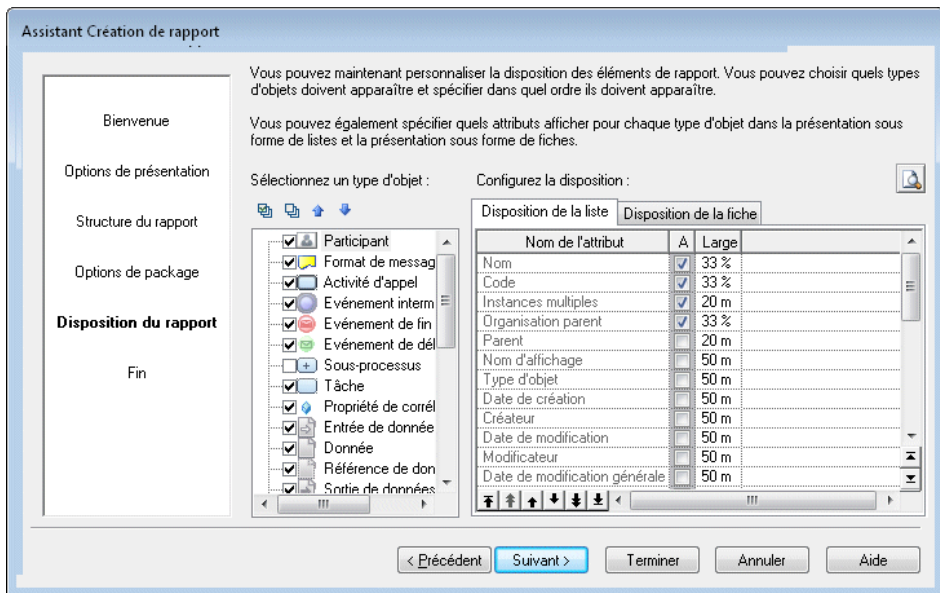 Assistant Création de rapport
Vous pouvez maintenant personnaliser la disposition des éléments de rapport. Vous pouvez choisir quels types
d'objets doivent apparaître et spécifier dans quel ordre ils doivent apparaître.
Vous pouvez également spécifier quels attributs afficher pour chaque type d'objet dans la présentation sous
forme de listes et la présentation sous forme de fiches.
Bienvenue
Options de présentation
Structure du rapport
Options de package
Disposition du rapport
Fin
Sélectionnez un type d'objet :
Participant
Format de messag
Activité d'appel
Evénement interm
Evénement de fin
Evénement de dél
Sous-processus
Tâche
Propriété de corrél
Entrée de donnée
Donnée
Référence de don
Sortie de données
Configurez la disposition :
Disposition de la liste Disposition de la fiche
Nom de l'attribut A Large
Nom 33 %
Code 33 %
Instances multiples 20 m
Organisation parent 33 %
Parent 20 m
Nom d'affichage 50 m
Type d'objet 50 m
Date de création 50 m
Créateur 50 m
Date de modification 50 m
Modificateur 50 m
Date de modification générale 50 m
< Précédent Suivant > Terminer Annuler Aide